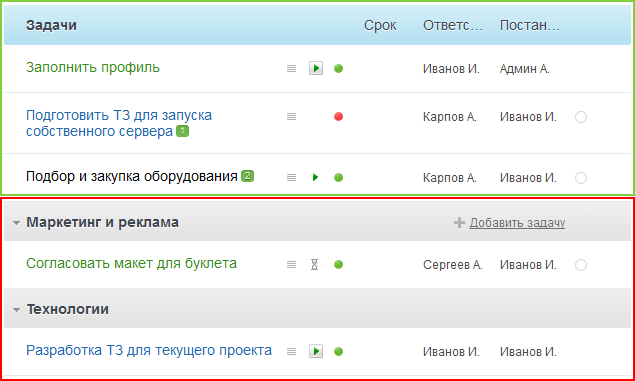 Задачи Срок Ответс... Постан...
Заполнить профиль Иванов И. Админ А.
Подготовить ТЗ для запуска
собственного сервера 1 Карпов А. Иванов И.
Подбор и закупка оборудования 2 Карпов А. Иванов И.
Маркетинг и реклама Добавить задачу
Согласовать макет для буклета Сергеев А. Иванов И.
Технологии
Разработка ТЗ для текущего проекта Иванов И. Иванов И.